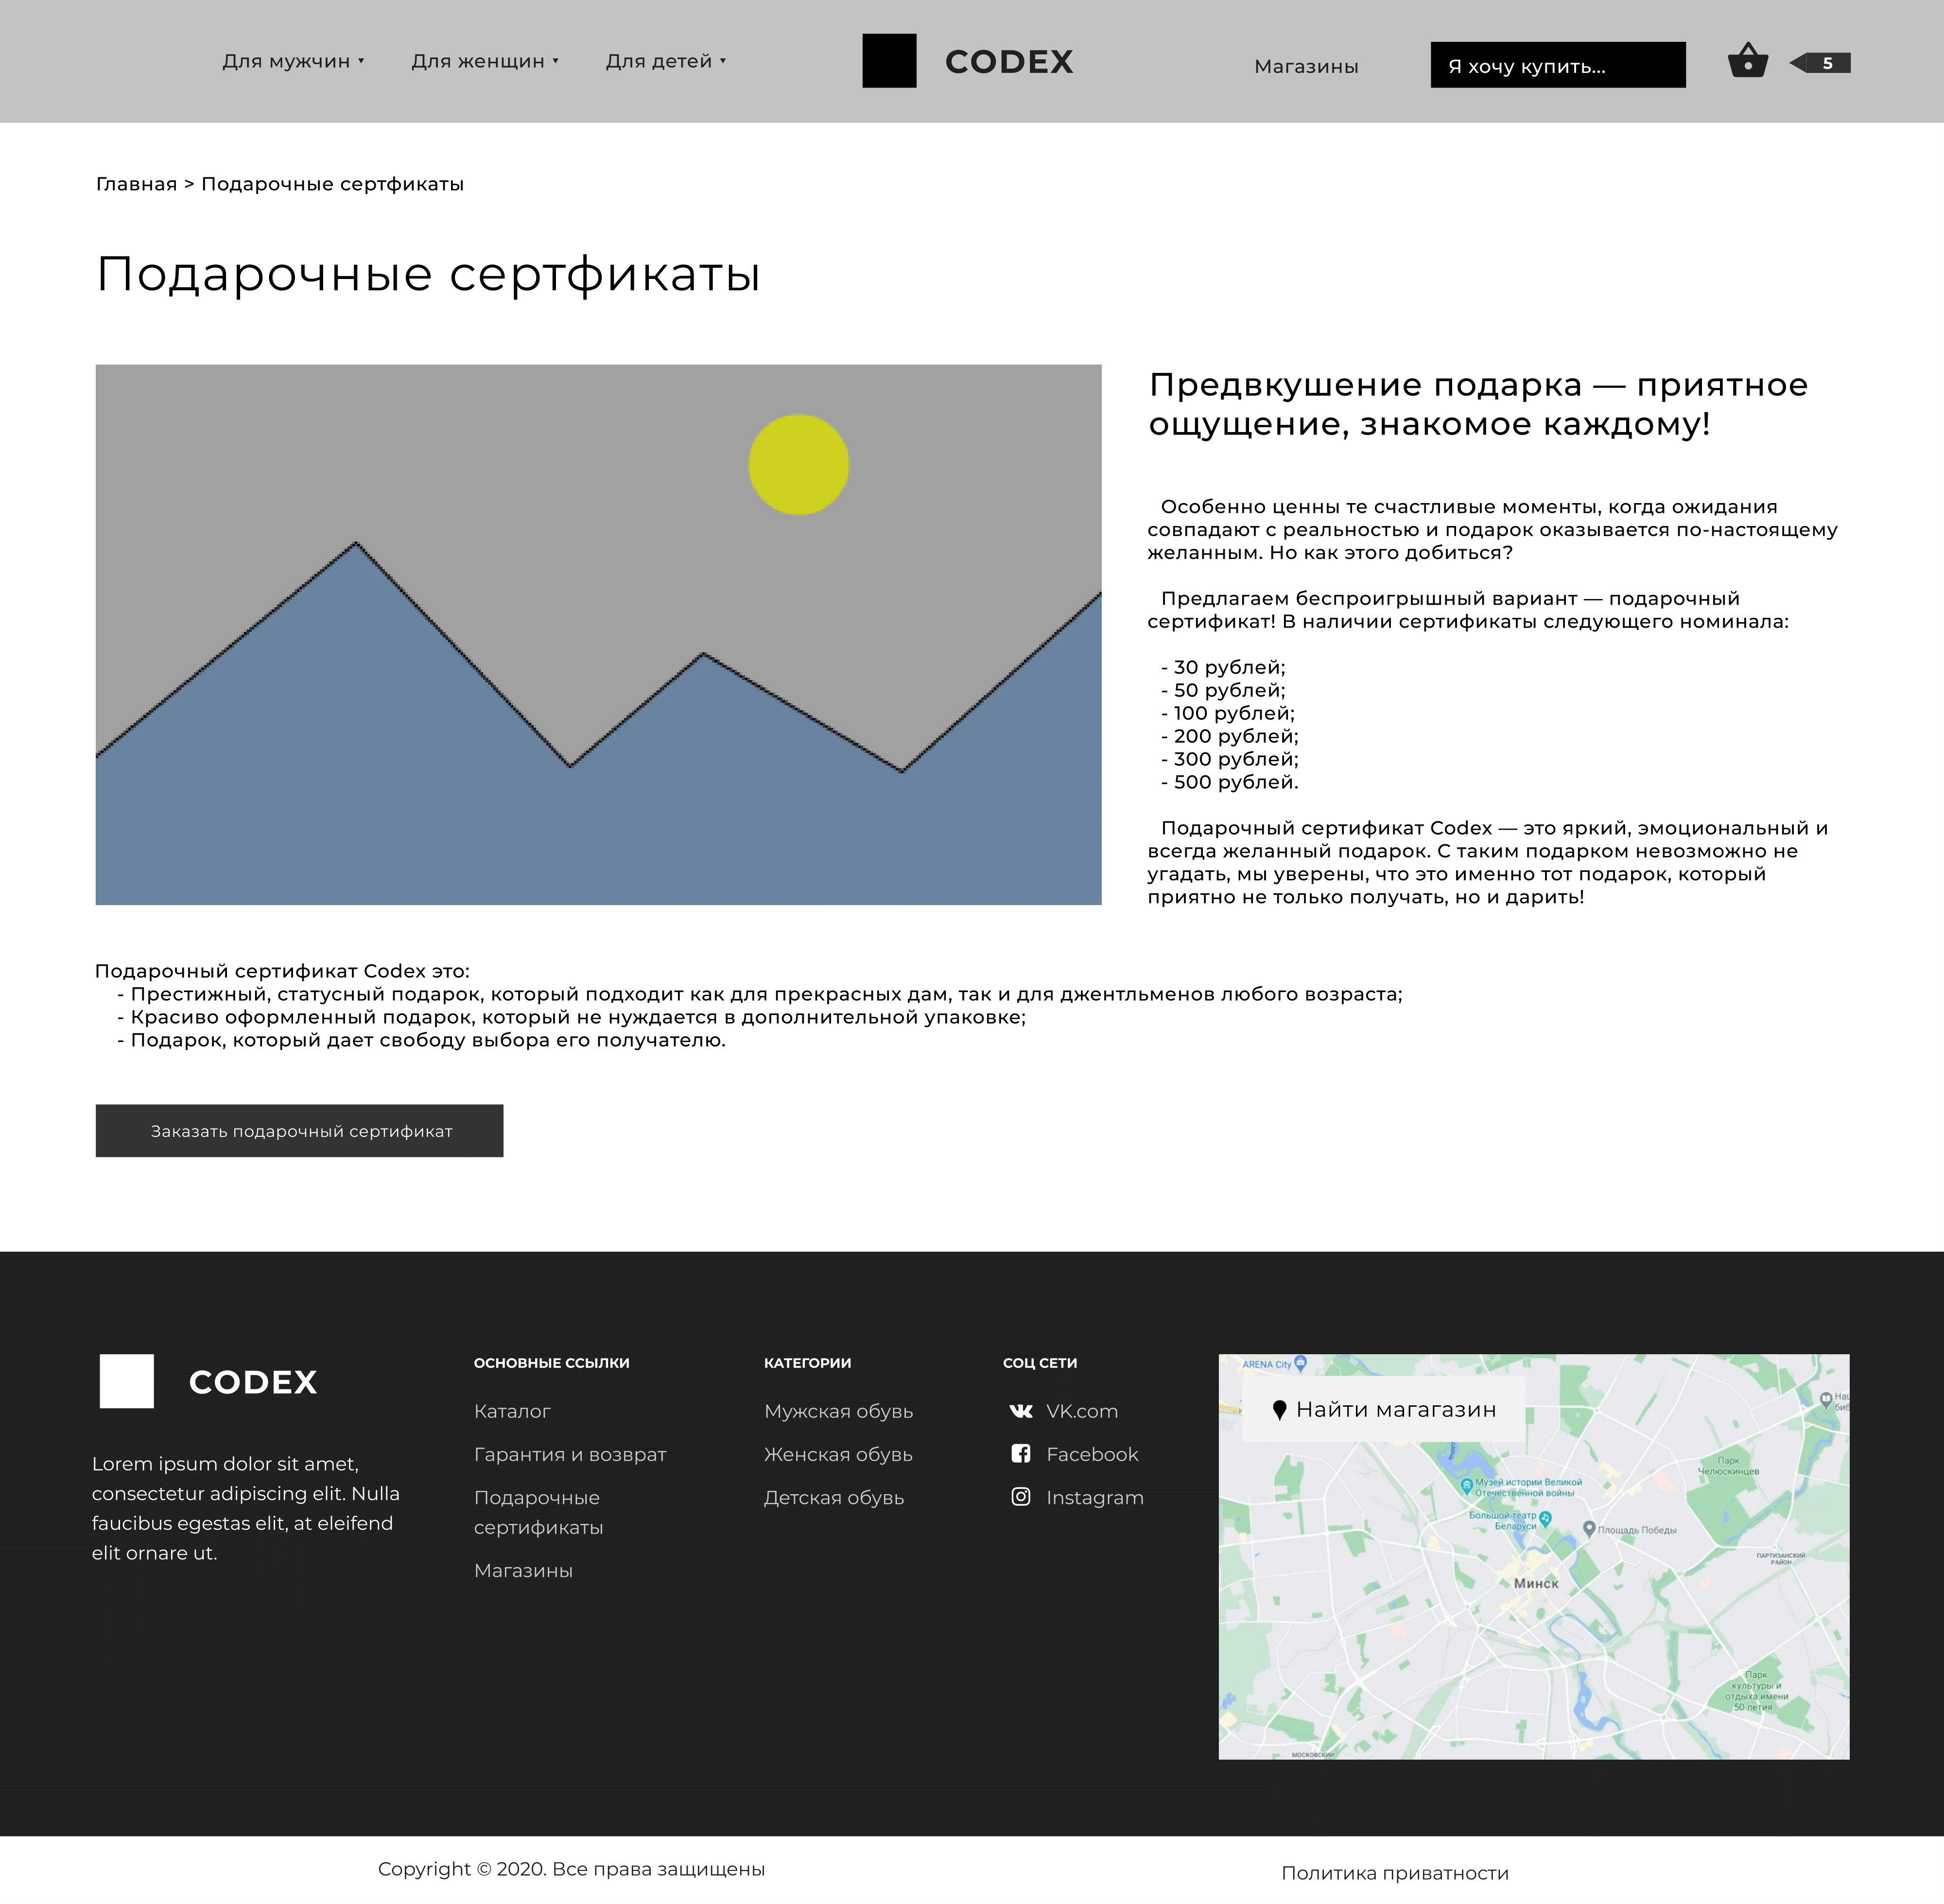 Для мужчин ▾ Для женщин ▾ Для детей ▾ CODEX Магазины Я хочу купить... 5
Главная > Подарочные сертфикаты
Подарочные сертфикаты
Предвкушение подарка — приятное
ощущение, знакомое каждому!
Особенно ценны те счастливые моменты, когда ожидания
совпадают с реальностью и подарок оказывается по-настоящему
желанным. Но как этого добиться?
Предлагаем беспроигрышный вариант — подарочный
сертификат! В наличии сертификаты следующего номинала:
- 30 рублей;
- 50 рублей;
- 100 рублей;
- 200 рублей;
- 300 рублей;
- 500 рублей.
Подарочный сертификат Codex — это яркий, эмоциональный и
всегда желанный подарок. С таким подарком невозможно не
угадать, мы уверены, что это именно тот подарок, который
приятно не только получать, но и дарить!
Подарочный сертификат Codex это:
- Престижный, статусный подарок, который подходит как для прекрасных дам, так и для джентльменов любого возраста;
- Красиво оформленный подарок, который не нуждается в дополнительной упаковке;
- Подарок, который дает свободу выбора его получателю.
Заказать подарочный сертификат
CODEX
Lorem ipsum dolor sit amet,
consectetur adipiscing elit. Nulla
faucibus egestas elit, at eleifend
elit ornare ut.
ОСНОВНЫЕ ССЫЛКИ
Каталог
Гарантия и возврат
Подарочные
сертификаты
Магазины
КАТЕГОРИИ
Мужская обувь
Женская обувь
Детская обувь
СОЦ СЕТИ
VK.com
Facebook
Instagram
ARENA City
Найти магагазин
Парк
Челюскинцев
Музей истории Великой
Отечественной войны
Большой театр
Беларуси
Площадь Победы
ПАРТИЗАНСКИЙ
РАЙОН
Минск
Парк
культуры и
отдыха имени
50-летия
МОСКОВСКИЙ
Copyright © 2020. Все права защищены
Политика приватности